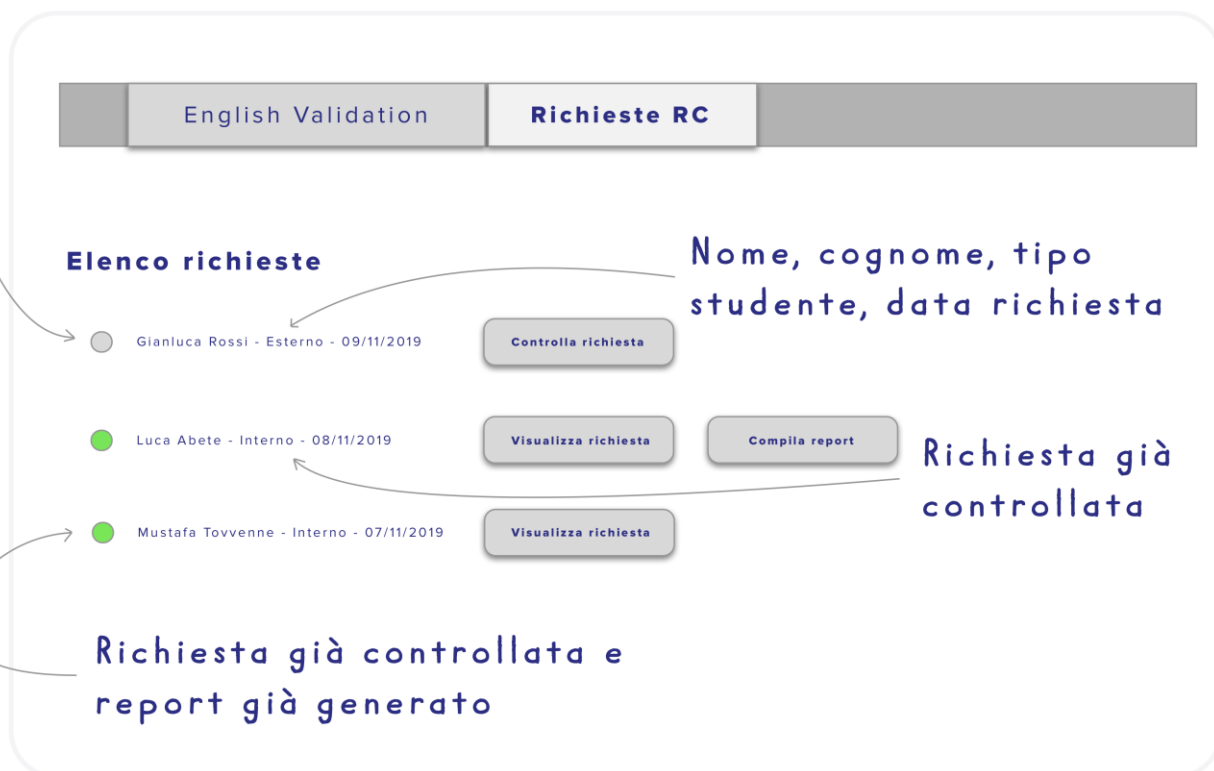 English Validation
Richieste RC
Elenco richieste
Nome, cognome, tipo
studente, data richiesta
Gianluca Rossi - Esterno - 09/11/2019
Controlla richiesta
Luca Abete - Interno - 08/11/2019
Visualizza richiesta
Compila report
Richiesta già
controllata
Mustafa Tovvenne - Interno - 07/11/2019
Visualizza richiesta
Richiesta già controllata e
report già generato